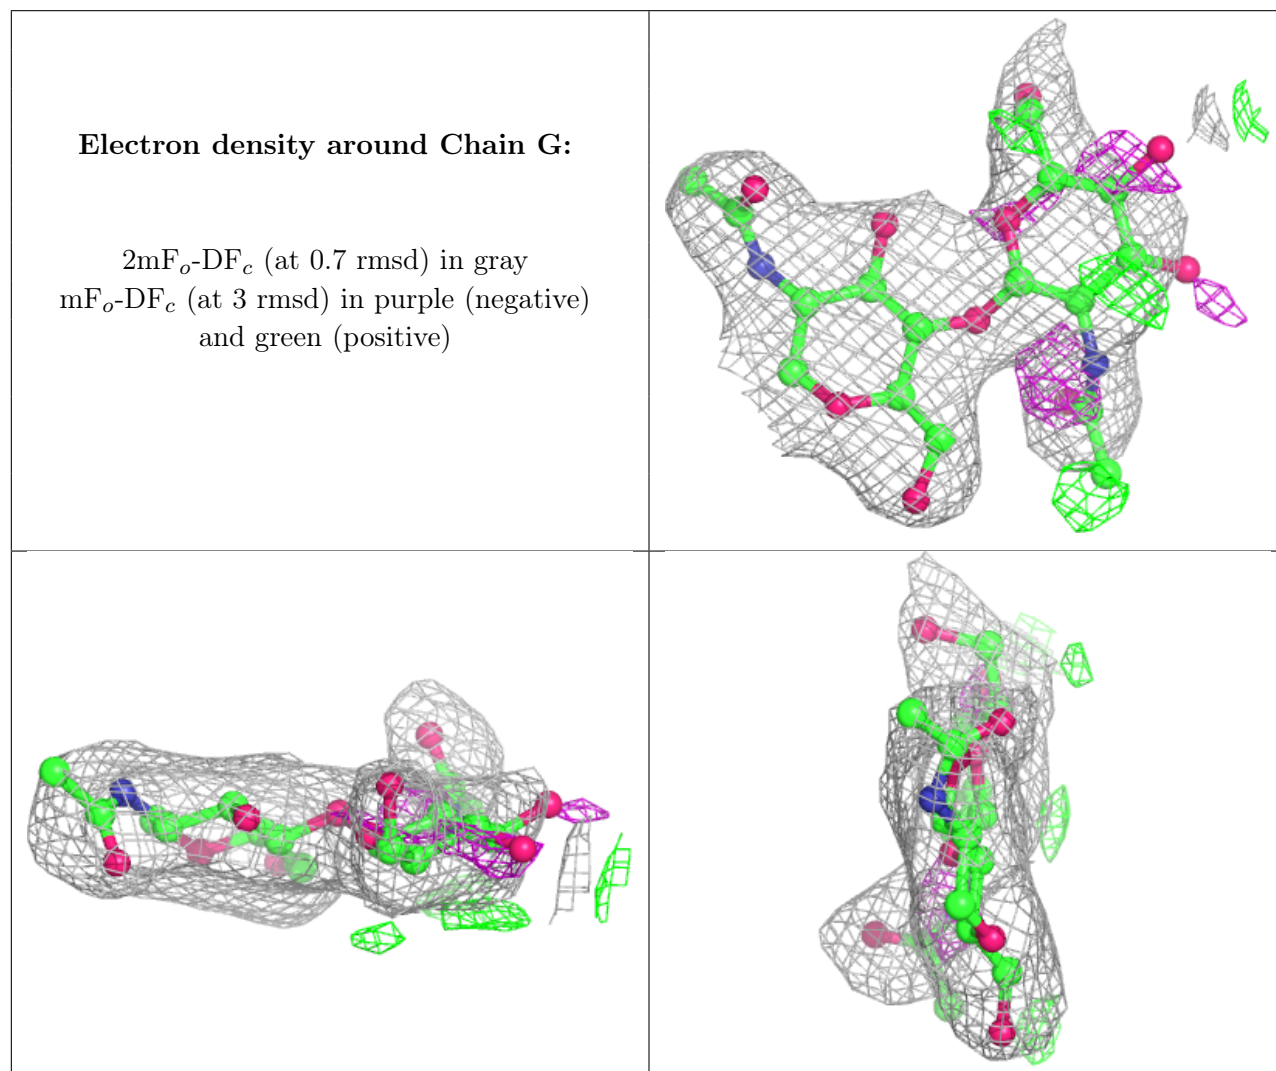 Electron density around Chain G:
2mFo-DFc (at 0.7 rmsd) in gray
mFo-DFc (at 3 rmsd) in purple (negative)
and green (positive)